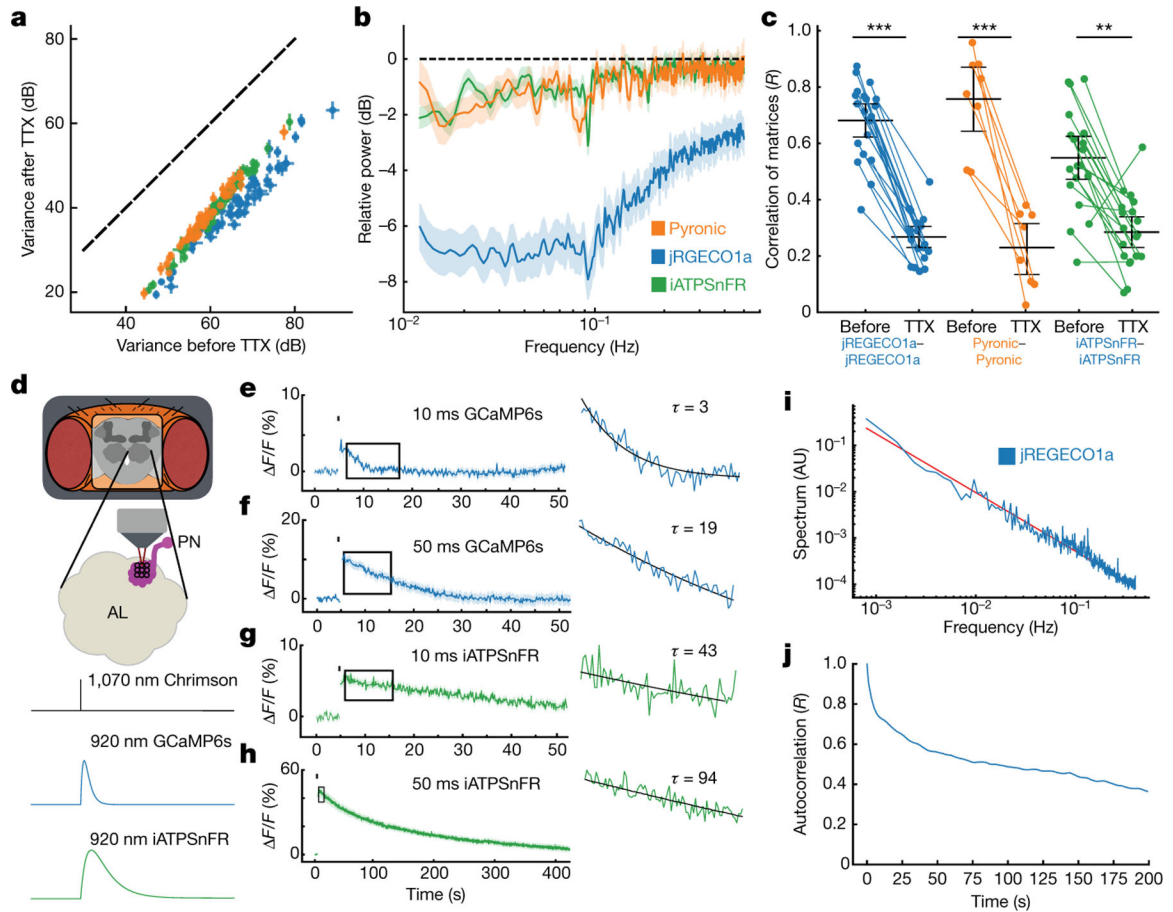 a
80
60
40
20
Variance after TTX (dB)
40
60
80
Variance before TTX (dB)
b
0
−2
−4
−6
−8
Relative power (dB)
Pyronic
jRGECO1a
iATPSnFR
10−2
10−1
Frequency (Hz)
c
***
***
**
1.0
0.8
0.6
0.4
0.2
0
Correlation of matrices (R)
Before TTX
Before TTX
Before TTX
jREGECO1a–
jREGECO1a
Pyronic–
Pyronic
iATPSnFR–
iATPSnFR
d
PN
AL
1,070 nm Chrimson
920 nm GCaMP6s
920 nm iATPSnFR
e
10
0
ΔF/F (%)
10 ms GCaMP6s
τ = 3
0
10
20
30
40
50
f
20
0
ΔF/F (%)
50 ms GCaMP6s
τ = 19
0
10
20
30
40
50
g
10
0
ΔF/F (%)
10 ms iATPSnFR
τ = 43
0
10
20
30
40
50
h
60
0
ΔF/F (%)
50 ms iATPSnFR
τ = 94
0
100
200
300
400
Time (s)
i
10−1
10−2
10−3
10−4
Spectrum (AU)
jREGECO1a
10−3
10−2
10−1
Frequency (Hz)
j
1.0
0.8
0.6
0.4
0.2
0
Autocorrelation (R)
0
25
50
75
100
125
150
175
200
Time (s)